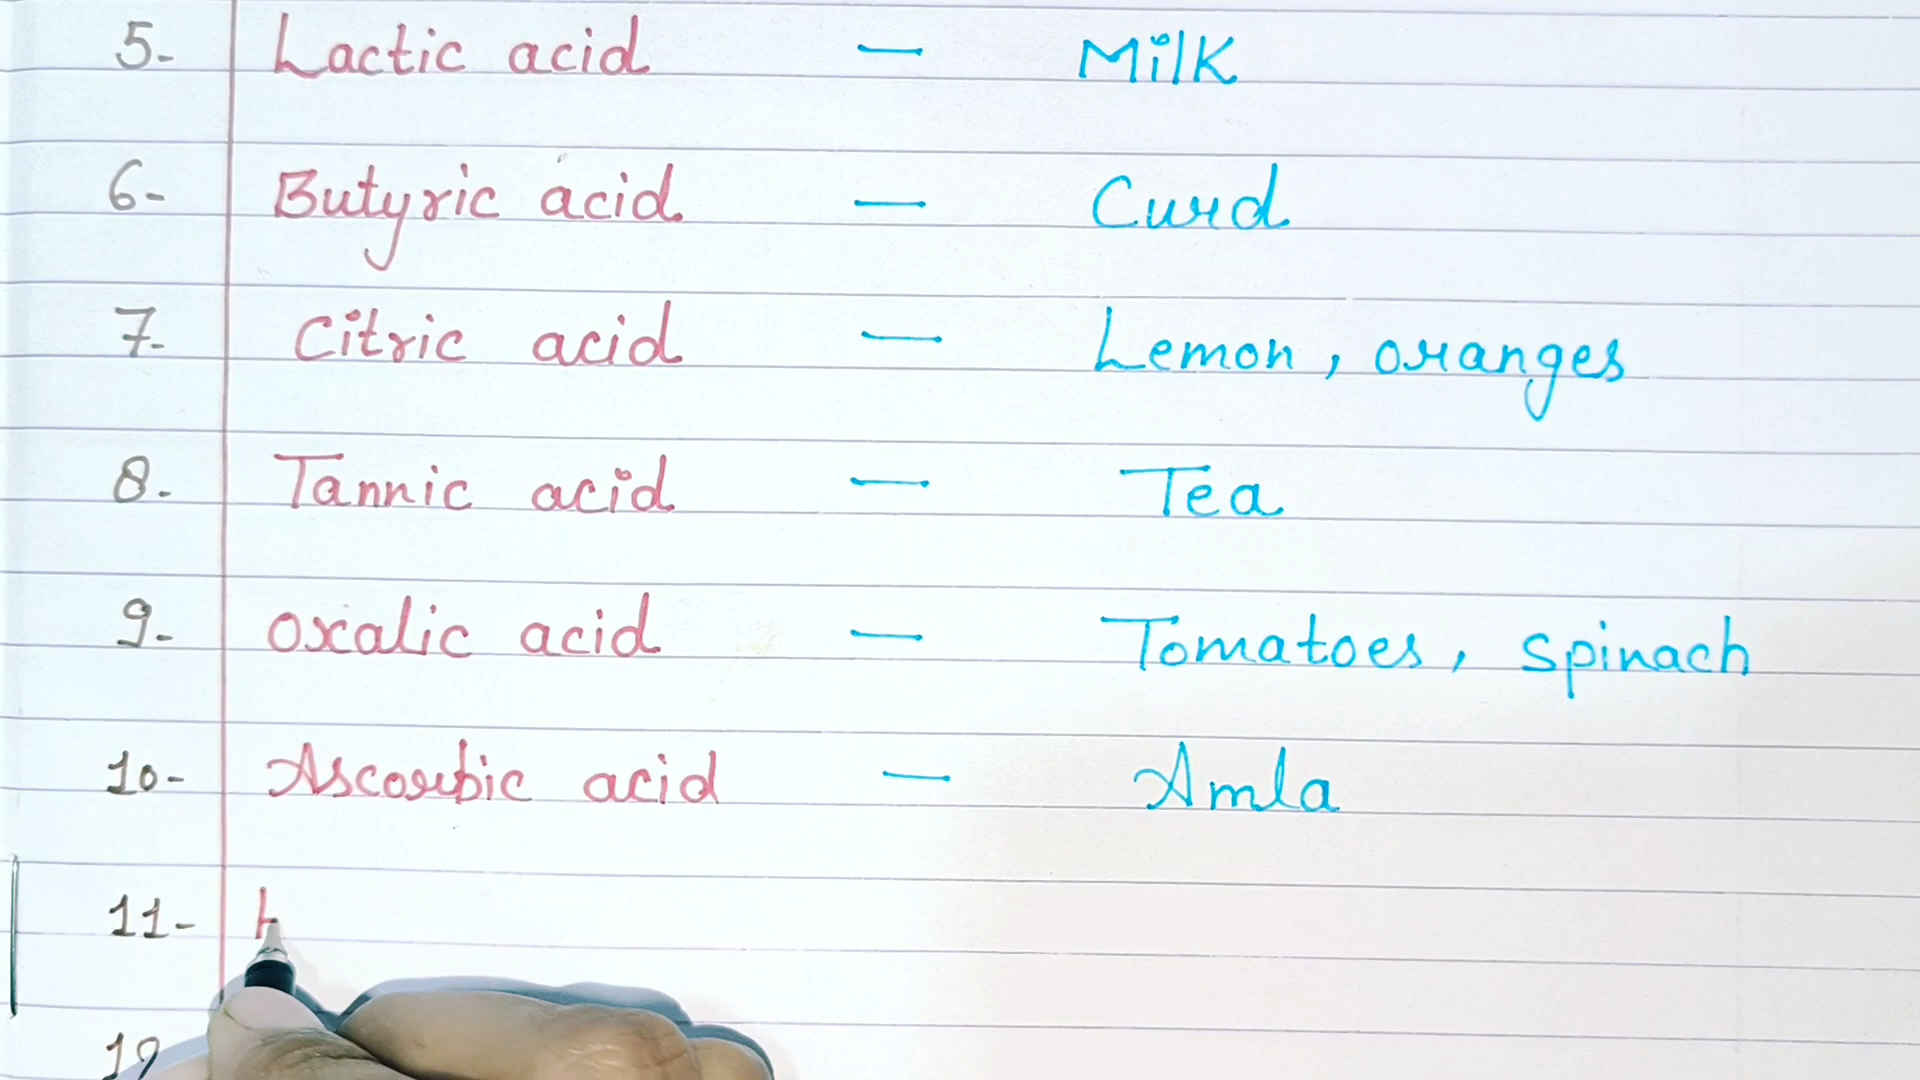 5- Lactic acid — Milk
6- Butyric acid — Curd
7- Citric acid — Lemon, oranges
8- Tannic acid — Tea
9- Oxalic acid — Tomatoes, spinach
10- Ascorbic acid — Amla
11-
12